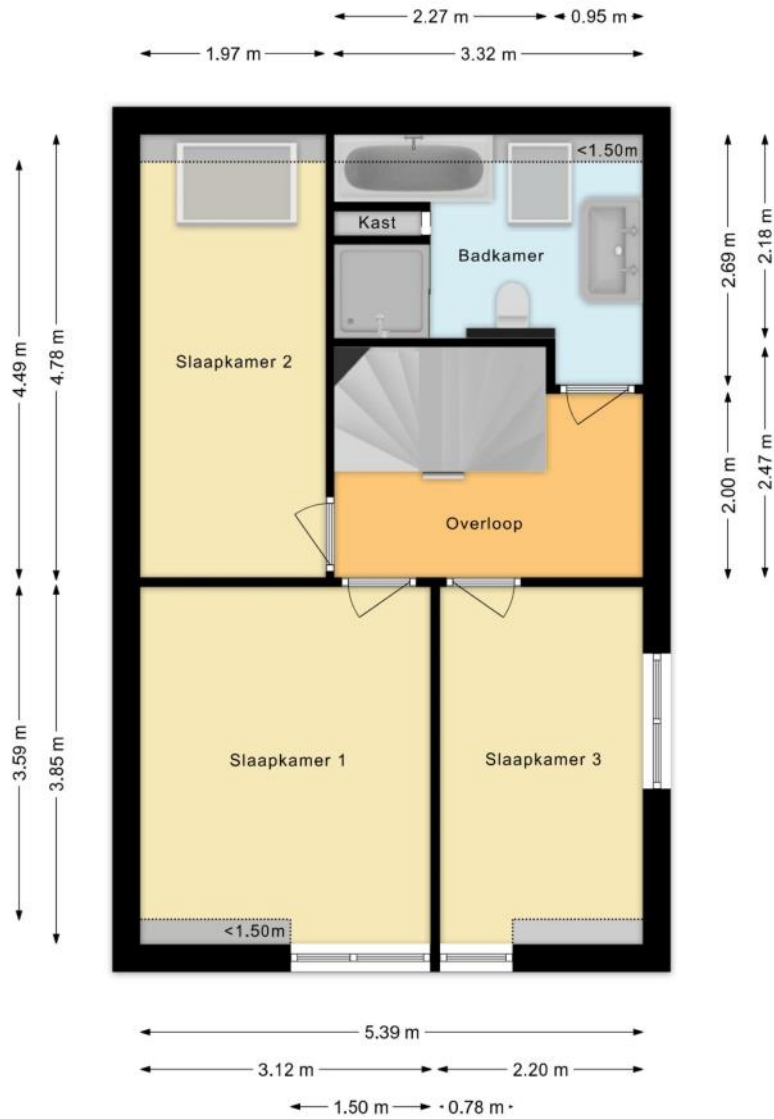 2.27 m
0.95 m
1.97 m
3.32 m
<1.50m
Kast
Badkamer
Slaapkamer 2
Overloop
4.49 m
4.78 m
2.69 m
2.18 m
2.00 m
2.47 m
Slaapkamer 1
Slaapkamer 3
3.59 m
3.85 m
<1.50m
5.39 m
3.12 m
2.20 m
1.50 m
0.78 m